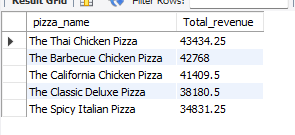 Result Grid Filter Rows:
pizza_name Total_revenue
The Thai Chicken Pizza 43434.25
The Barbecue Chicken Pizza 42768
The California Chicken Pizza 41409.5
The Classic Deluxe Pizza 38180.5
The Spicy Italian Pizza 34831.25